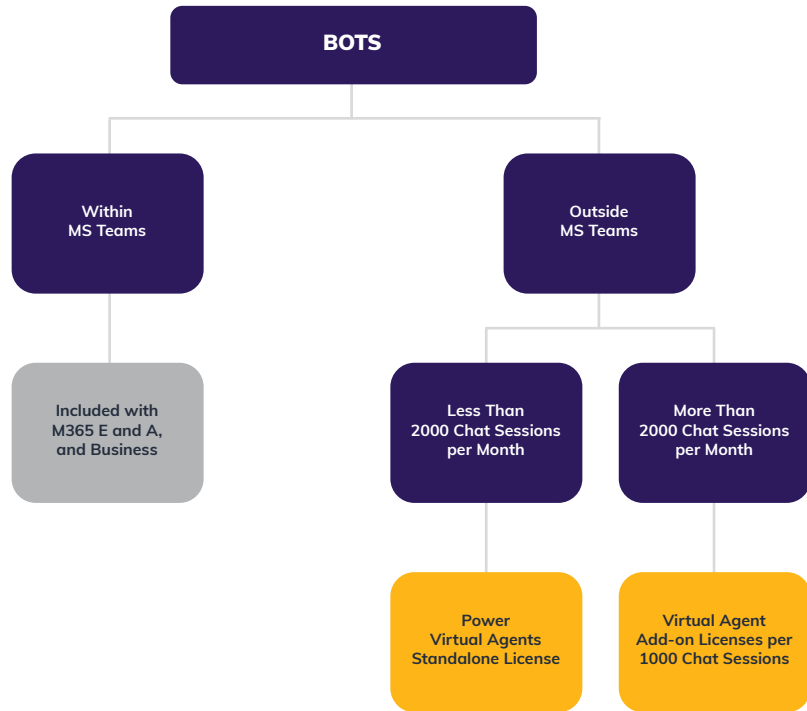 BOTS
Within
MS Teams
Outside
MS Teams
Included with
M365 E and A,
and Business
Less Than
2000 Chat Sessions
per Month
More Than
2000 Chat Sessions
per Month
Power
Virtual Agents
Standalone License
Virtual Agent
Add-on Licenses per
1000 Chat Sessions